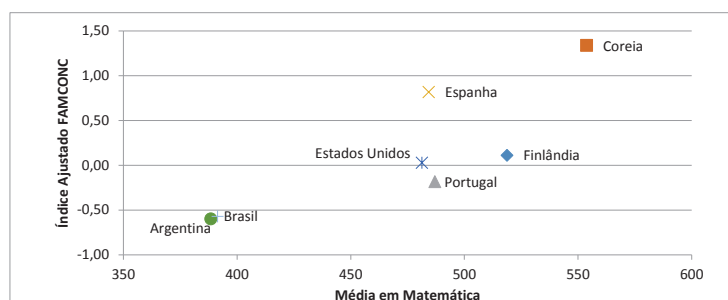 Índice Ajustado FAMCONC
1,50
1,00
0,50
0,00
-0,50
-1,00
Coreia
Espanha
Estados Unidos
Finlândia
Portugal
Brasil
Argentina
350
400
450
500
550
600
Média em Matemática